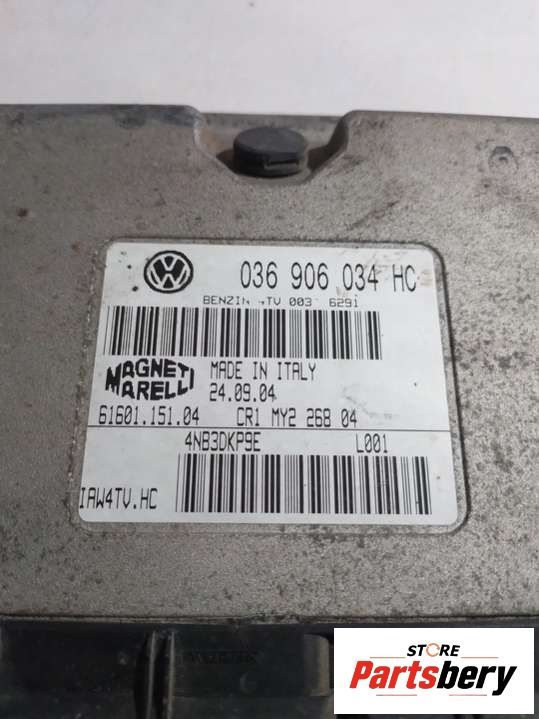 036 906 034 HC
BENZIN 4TV 003 6291
MAGNETI
MARELLI
MADE IN ITALY
24.09.04
61601.151.04 CR1 MY2 268 04
4NB3DKP9E L001
IAW4TV.HC
STORE
Partsbery